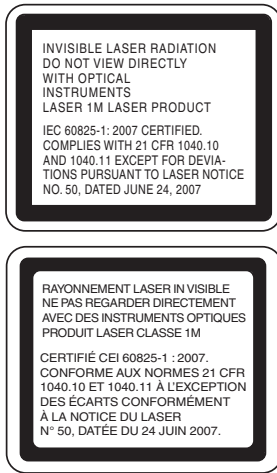 INVISIBLE LASER RADIATION
DO NOT VIEW DIRECTLY
WITH OPTICAL
INSTRUMENTS
LASER 1M LASER PRODUCT
IEC 60825-1: 2007 CERTIFIED.
COMPLIES WITH 21 CFR 1040.10
AND 1040.11 EXCEPT FOR DEVIA-
TIONS PURSUANT TO LASER NOTICE
NO. 50, DATED JUNE 24, 2007
RAYONNEMENT LASER IN VISIBLE
NE PAS REGARDER DIRECTEMENT
AVEC DES INSTRUMENTS OPTIQUES
PRODUIT LASER CLASSE 1M
CERTIFIÉ CEI 60825-1 : 2007.
CONFORME AUX NORMES 21 CFR
1040.10 ET 1040.11 À L'EXCEPTION
DES ÉCARTS CONFORMÉMENT
À LA NOTICE DU LASER
N° 50, DATÉE DU 24 JUIN 2007.